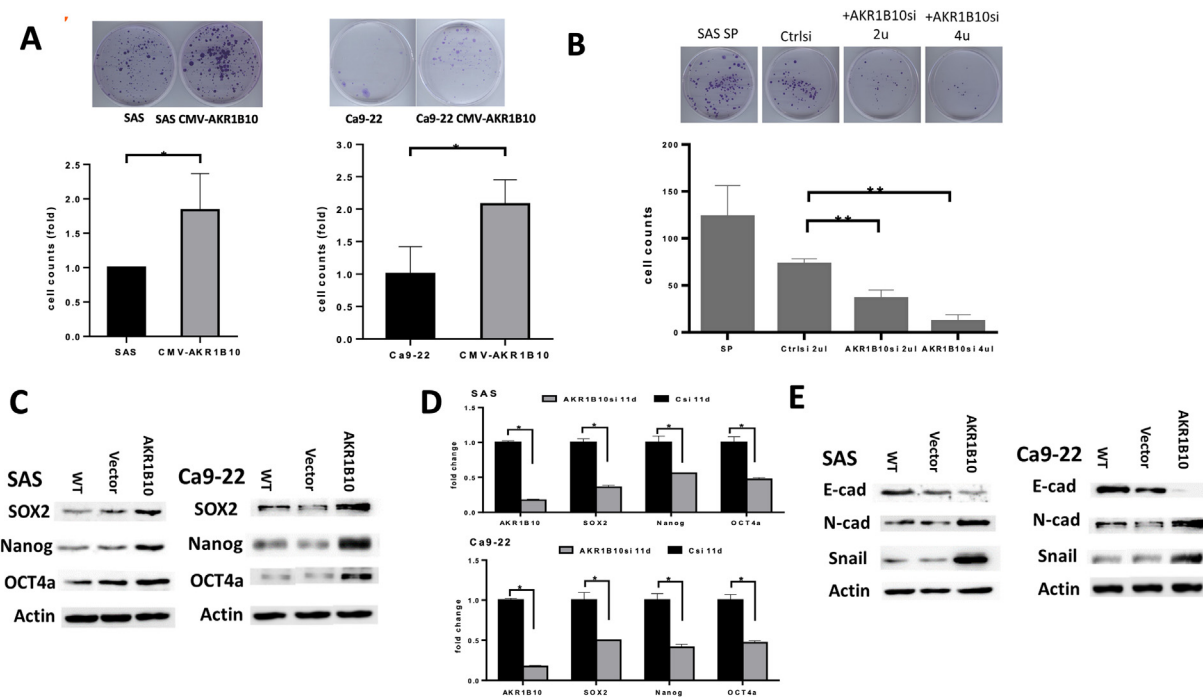 A
SAS SAS CMV-AKR1B10
Ca9-22 Ca9-22 CMV-AKR1B10
cell counts (fold)
2.5
2.0
1.5
1.0
0.5
0.0
*
SAS CMV-AKR1B10
cell counts (fold)
3.0
2.5
2.0
1.5
1.0
0.5
0.0
*
Ca9-22 CMV-AKR1B10
B
SAS SP Ctrlsi +AKR1B10si 2u +AKR1B10si 4u
cell counts
200
150
100
50
0
**
**
SP Ctrlsi 2ul AKR1B10si 2ul AKR1B10si 4ul
C
SAS WT Vector AKR1B10
SOX2
Nanog
OCT4a
Actin
Ca9-22 WT Vector AKR1B10
SOX2
Nanog
OCT4a
Actin
D
SAS
AKR1B10si 11d Csi 11d
fold change
1.5
1.0
0.5
0.0
* * * *
AKR1B10 SOX2 Nanog OCT4a
Ca9-22
AKR1B10si 11d Csi 11d
fold change
1.5
1.0
0.5
0.0
* * * *
AKR1B10 SOX2 Nanog OCT4a
E
SAS WT Vector AKR1B10
E-cad
N-cad
Snail
Actin
Ca9-22 WT Vector AKR1B10
E-cad
N-cad
Snail
Actin